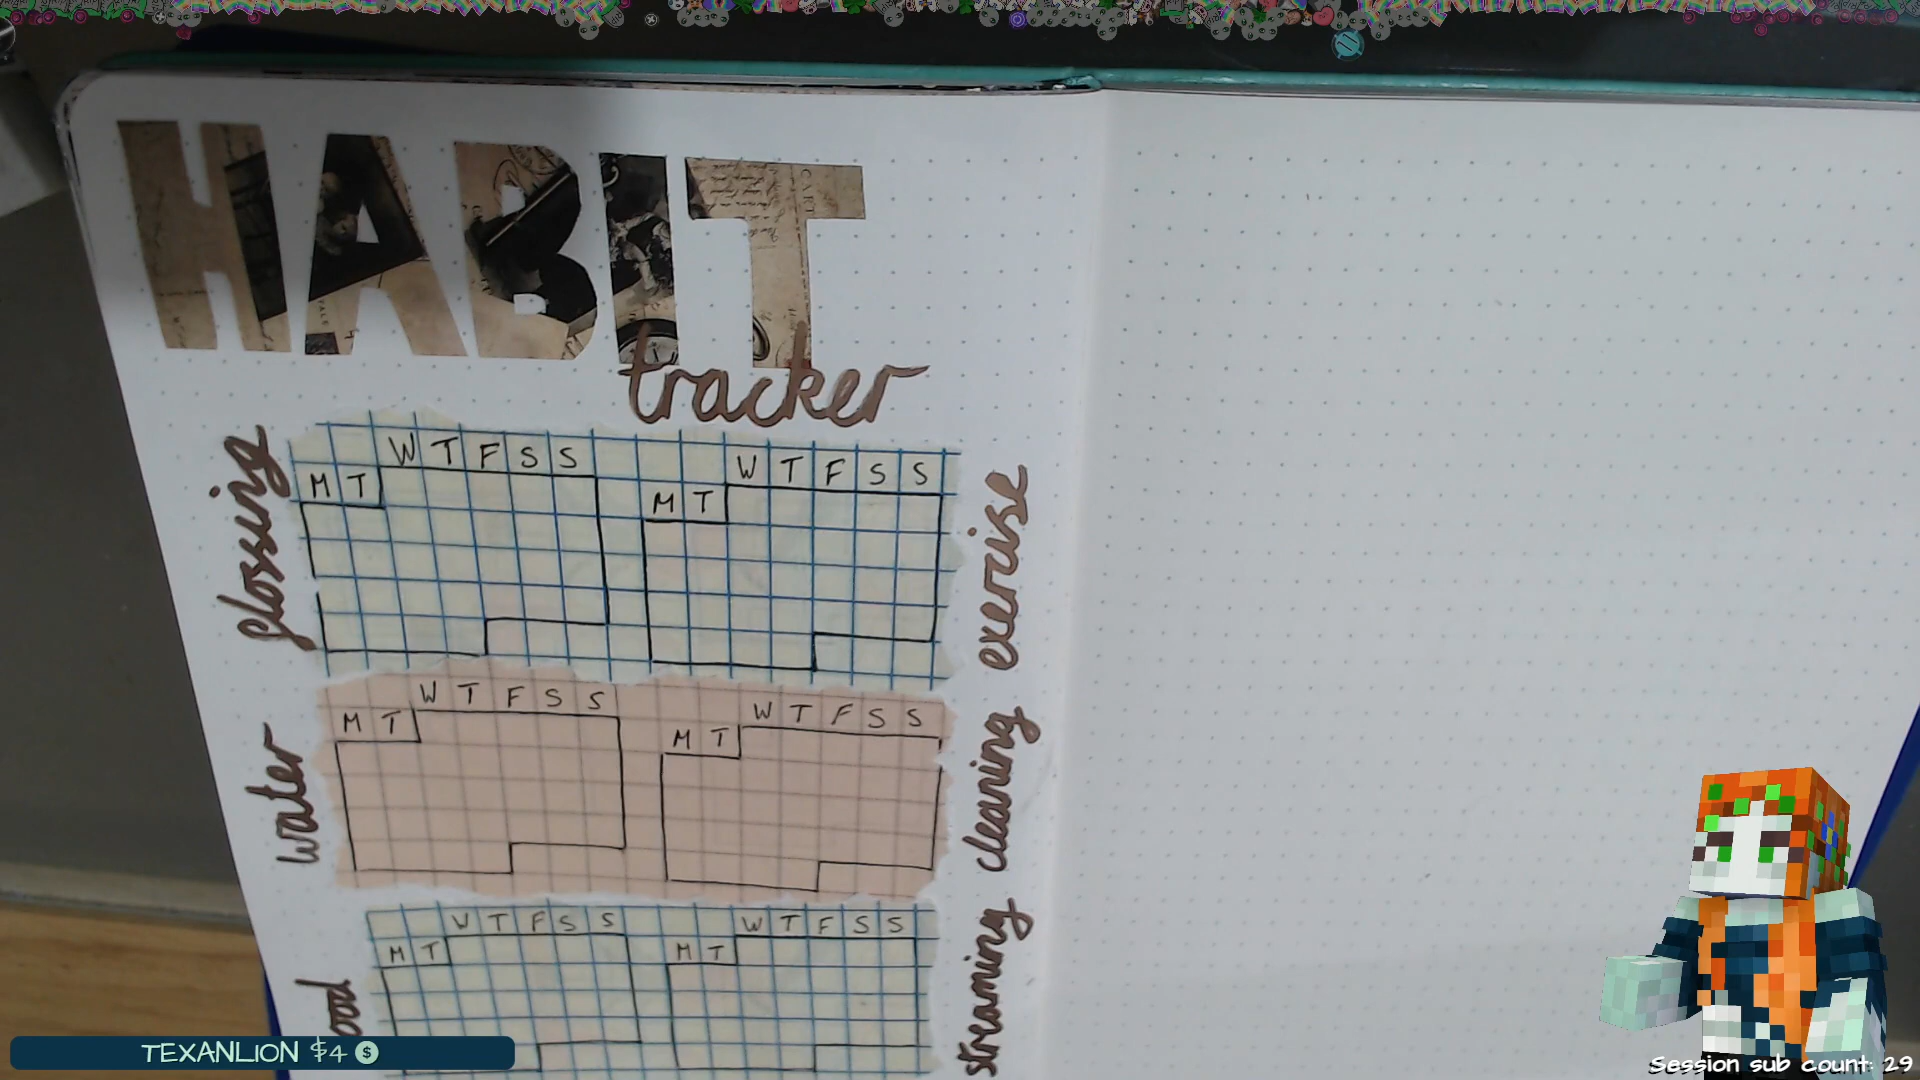 HABIT
tracker
flossing
W T F S S
M T
exercise
W T F S S
M T
water
W T F S S
M T
cleaning
W T F S S
M T
W T F S S
M T
streaming
W T F S S
M T
TEXANLION $4
Session sub count: 29